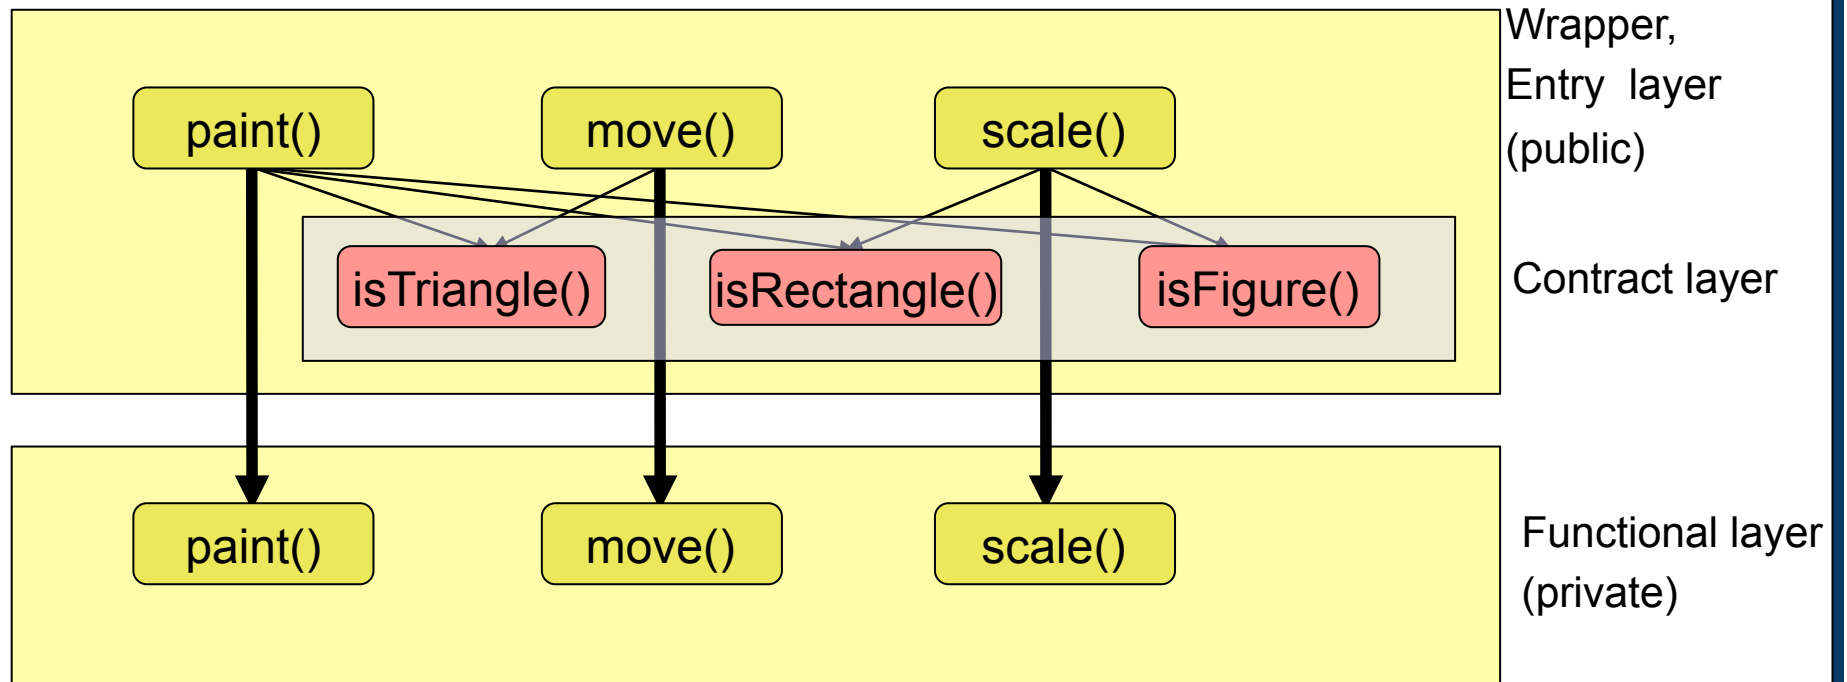 Wrapper,
Entry layer
(public)
paint()
move()
scale()
isTriangle()
isRectangle()
isFigure()
Contract layer
paint()
move()
scale()
Functional layer
(private)